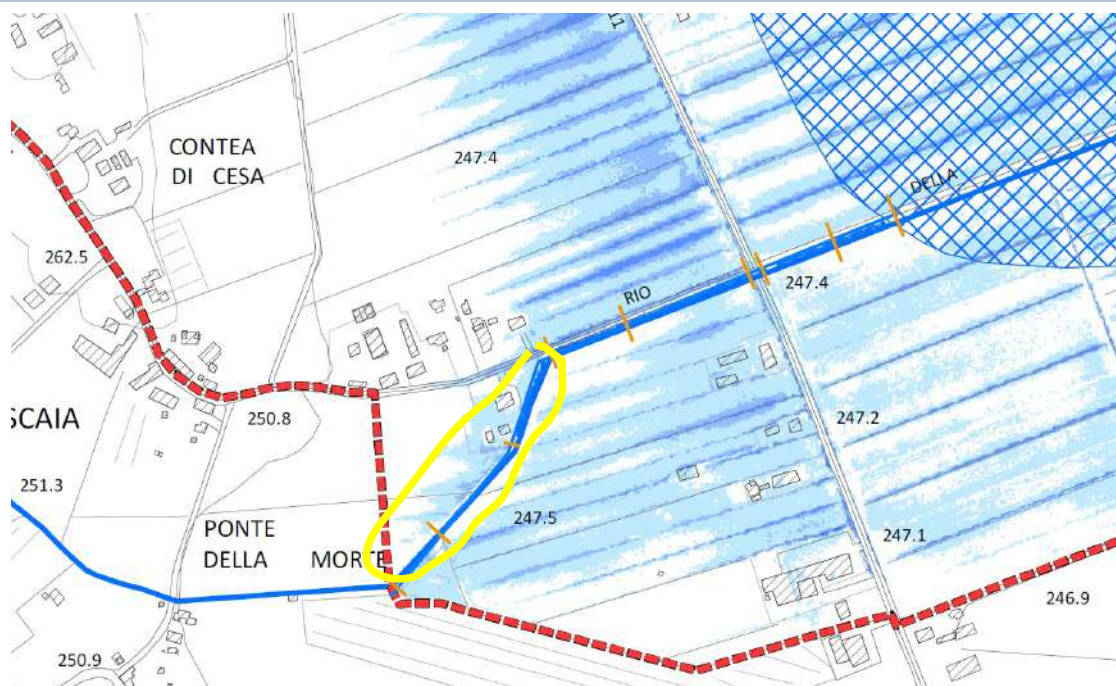 CONTEA
DI CESA
247.4
DELLA
262.5
RIO
247.4
SCAIA
250.8
247.2
251.3
247.5
PONTE
DELLA MORTE
247.1
246.9
250.9